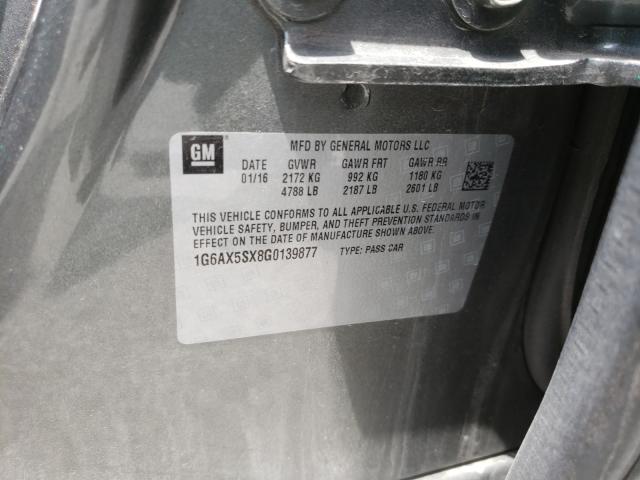 GM
MFD BY GENERAL MOTORS LLC
DATE GVWR GAWR FRT GAWR RR
01/16 2172 KG 992 KG 1180 KG
4788 LB 2187 LB 2601 LB
THIS VEHICLE CONFORMS TO ALL APPLICABLE U.S. FEDERAL MOTOR
VEHICLE SAFETY, BUMPER, AND THEFT PREVENTION STANDARDS IN
EFFECT ON THE DATE OF MANUFACTURE SHOWN ABOVE.
1G6AX5SX8G0139877 TYPE: PASS CAR